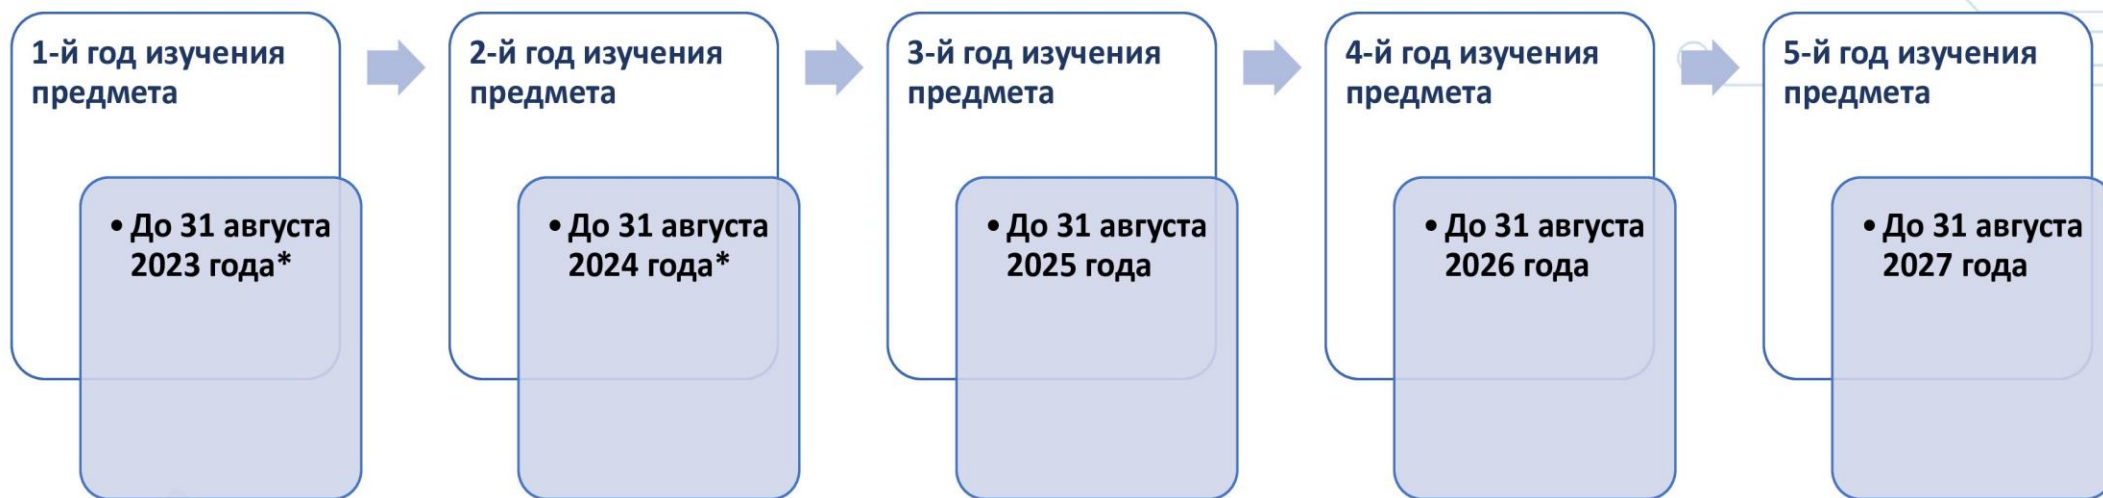 1-й год изучения
предмета
• До 31 августа
2023 года*
2-й год изучения
предмета
• До 31 августа
2024 года*
3-й год изучения
предмета
• До 31 августа
2025 года
4-й год изучения
предмета
• До 31 августа
2026 года
5-й год изучения
предмета
• До 31 августа
2027 года